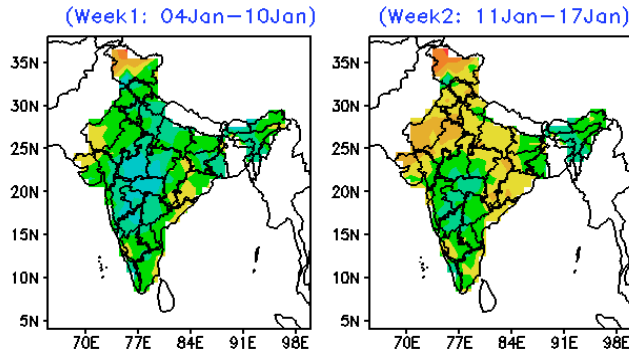 (Week1: 04Jan−10Jan) (Week2: 11Jan−17Jan)
35N 35N
30N 30N
25N 25N
20N 20N
15N 15N
10N 10N
5N 5N
70E 77E 84E 91E 98E 70E 77E 84E 91E 98E